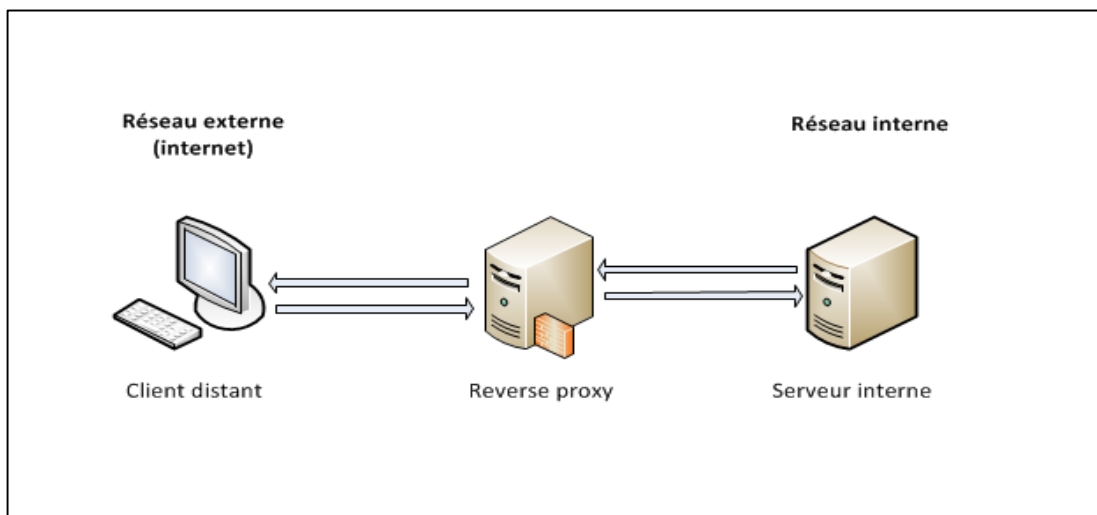 Réseau externe
(internet)
Réseau interne
Client distant
Reverse proxy
Serveur interne